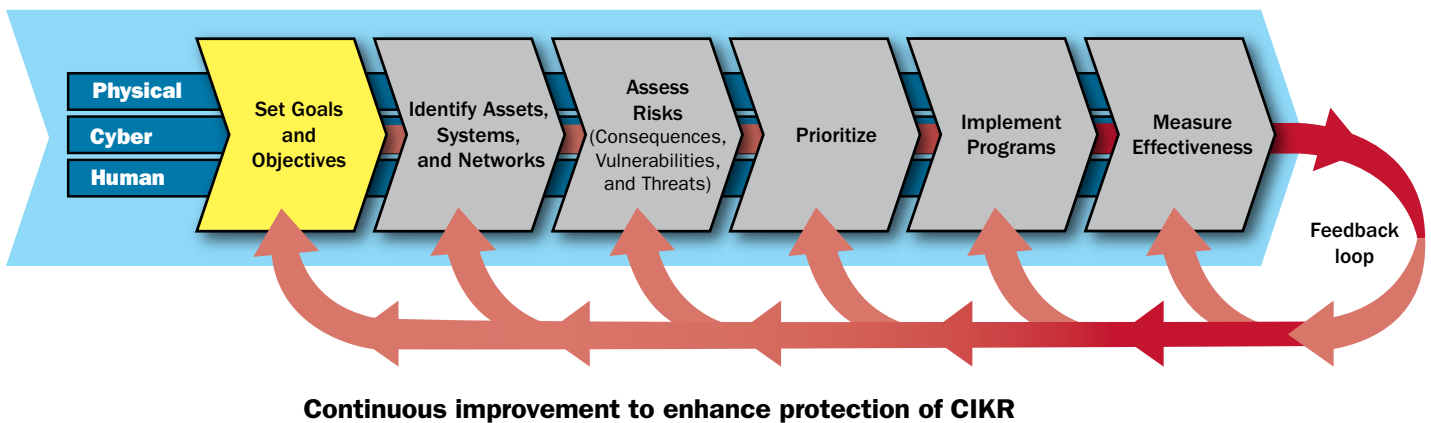 Physical
Cyber
Human
Set Goals
and
Objectives
Identify Assets,
Systems,
and Networks
Assess
Risks
(Consequences,
Vulnerabilities,
and Threats)
Prioritize
Implement
Programs
Measure
Effectiveness
Feedback
loop
Continuous improvement to enhance protection of CIKR